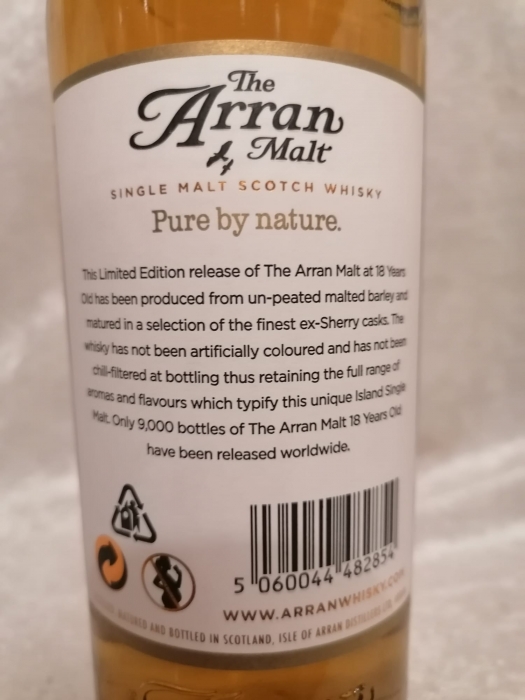 The
Arran
Malt
SINGLE MALT SCOTCH WHISKY
Pure by nature.
This Limited Edition release of The Arran Malt at 18 Years
Old has been produced from un-peated malted barley and
matured in a selection of the finest ex-Sherry casks. The
whisky has not been artificially coloured and has not been
chill-filtered at bottling thus retaining the full range of
aromas and flavours which typify this unique Island Single
Malt. Only 9,000 bottles of The Arran Malt 18 Years Old
have been released worldwide.
5 060044 482854
WWW.ARRANWHISKY.COM
MATURED AND BOTTLED IN SCOTLAND, ISLE OF ARRAN DISTILLERS LTD